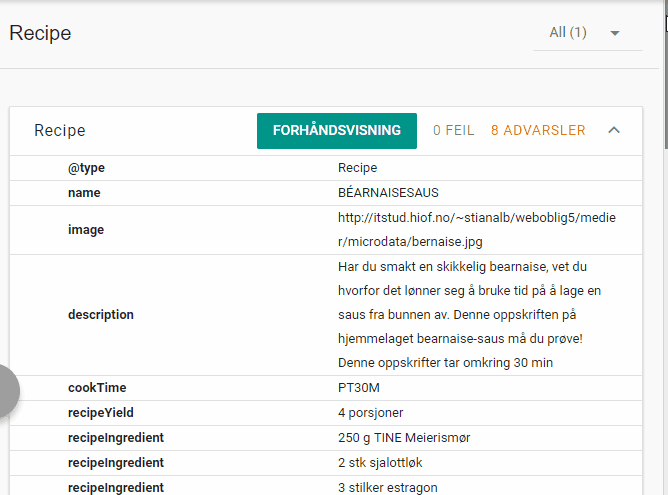 Recipe
All (1)
Recipe
FORHÅNDSVISNING
0 FEIL
8 ADVARSLER
@type Recipe
name BÉARNAISESAUS
image http://itstud.hiof.no/~stianalb/weboblig5/medie
r/microdata/bernaise.jpg
description Har du smakt en skikkelig bearnaise, vet du
hvorfor det lønner seg å bruke tid på å lage en
saus fra bunnen av. Denne oppskriften på
hjemmelaget bearnaise-saus må du prøve!
Denne oppskrifter tar omkring 30 min
cookTime PT30M
recipeYield 4 porsjoner
recipeIngredient 250 g TINE Meierismør
recipeIngredient 2 stk sjalottløk
recipeIngredient 3 stilker estragon